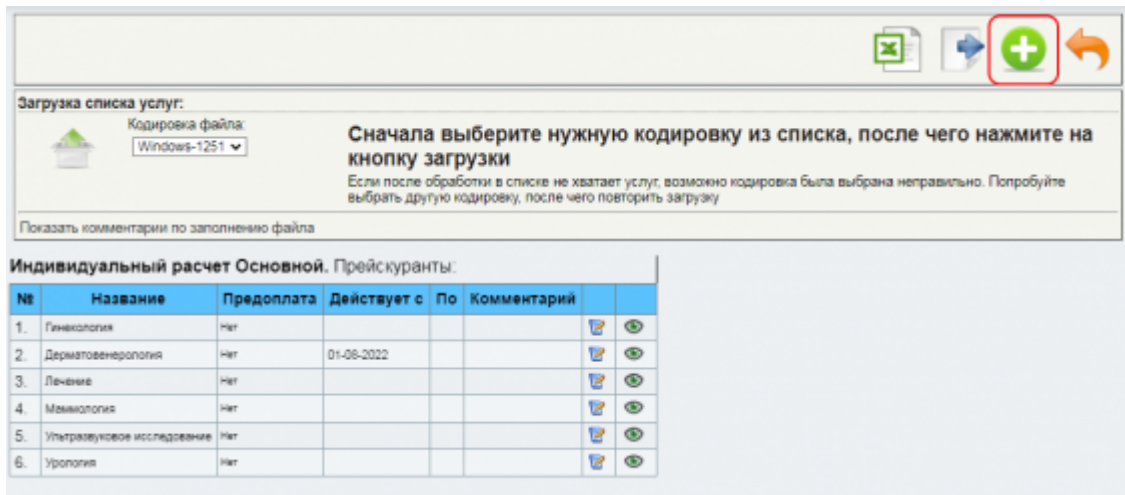 Загрузка списка услуг:
Кодировка файла:
Windows-1251
Сначала выберите нужную кодировку из списка, после чего нажмите на
кнопку загрузки
Если после обработки в списке не хватает услуг, возможно кодировка была выбрана неправильно. Попробуйте
выбрать другую кодировку, после чего повторить загрузку
Показать комментарии по заполнению файла
Индивидуальный расчет Основной. Прейскуранты:
№ Название Предоплата Действует с По Комментарий
1. Гинекология Нет
2. Дерматовенерология Нет 01-06-2022
3. Лечение Нет
4. Маммология Нет
5. Ультразвуковое исследование Нет
6. Урология Нет